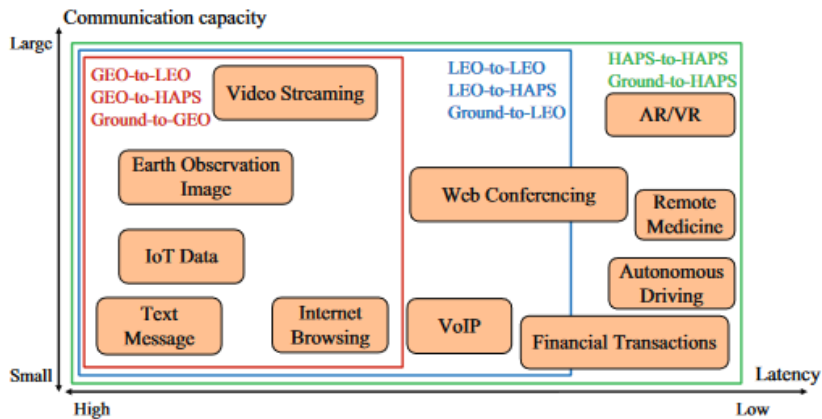 Communication capacity
Large
GEO-to-LEO
GEO-to-HAPS
Ground-to-GEO
Video Streaming
LEO-to-LEO
LEO-to-HAPS
Ground-to-LEO
HAPS-to-HAPS
Ground-to-HAPS
AR/VR
Earth Observation
Image
Web Conferencing
Remote
Medicine
IoT Data
Autonomous
Driving
Text
Message
Internet
Browsing
VoIP
Financial Transactions
Small
Latency
High
Low